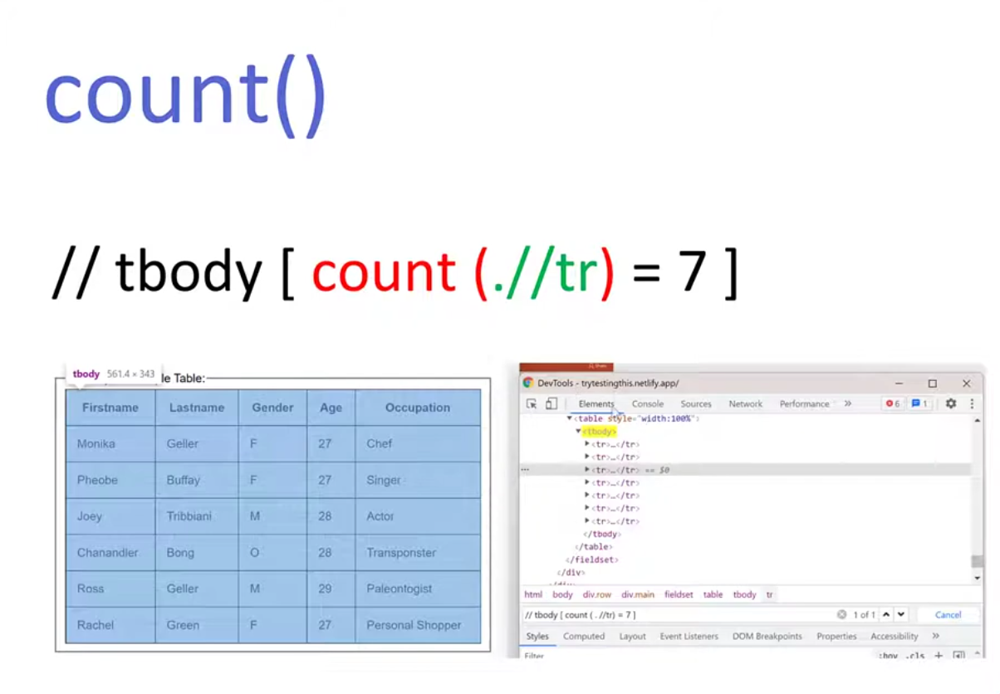 count()
// tbody [ count (.//tr) = 7 ]
tbody 561.4 × 343
le Table:
Firstname Lastname Gender Age Occupation
Monika Geller F 27 Chef
Pheobe Buffay F 27 Singer
Joey Tribbiani M 28 Actor
Chanandler Bong O 28 Transponster
Ross Geller M 29 Paleontogist
Rachel Green F 27 Personal Shopper
DevTools - trytestingthis.netlify.app/
Elements Console Sources Network Performance » 6 1
▼<table style="width:100%">
▼<tbody>
▶<tr>…</tr>
▶<tr>…</tr>
… ▶<tr>…</tr> == $0
▶<tr>…</tr>
▶<tr>…</tr>
▶<tr>…</tr>
▶<tr>…</tr>
</tbody>
</table>
</fieldset>
</div>
html body div.row div.main fieldset table tbody tr
// tbody [ count ( . //tr) = 7 ] 1 of 1 Cancel
Styles Computed Layout Event Listeners DOM Breakpoints Properties Accessibility »
Filter :hov .cls +